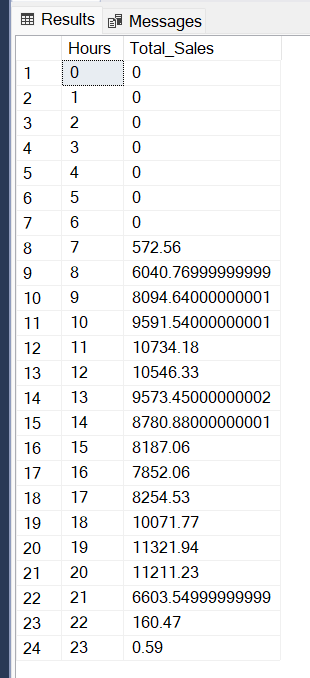 Results Messages
Hours Total_Sales
1 0 0
2 1 0
3 2 0
4 3 0
5 4 0
6 5 0
7 6 0
8 7 572.56
9 8 6040.76999999999
10 9 8094.64000000001
11 10 9591.54000000001
12 11 10734.18
13 12 10546.33
14 13 9573.45000000002
15 14 8780.88000000001
16 15 8187.06
17 16 7852.06
18 17 8254.53
19 18 10071.77
20 19 11321.94
21 20 11211.23
22 21 6603.54999999999
23 22 160.47
24 23 0.59